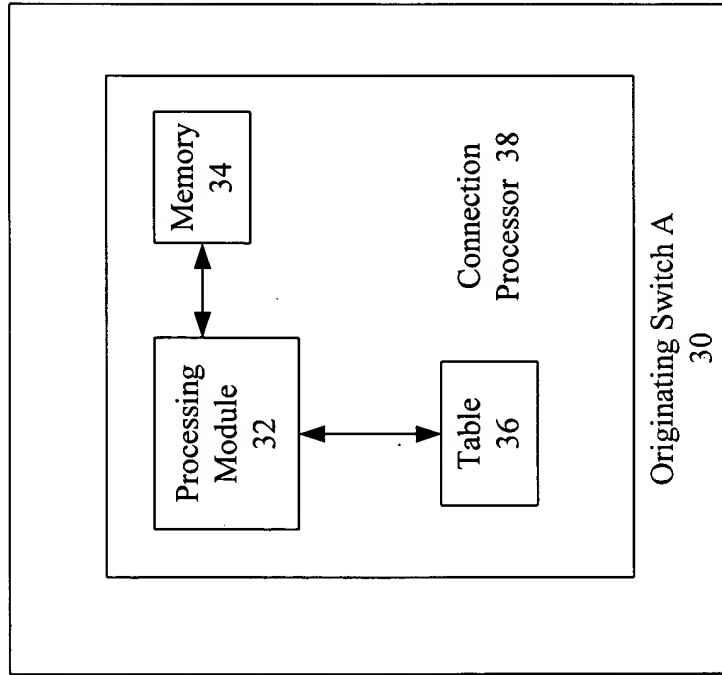 Processing
Module
32
Memory
34
Table
36
Connection
Processor 38
Originating Switch A
30